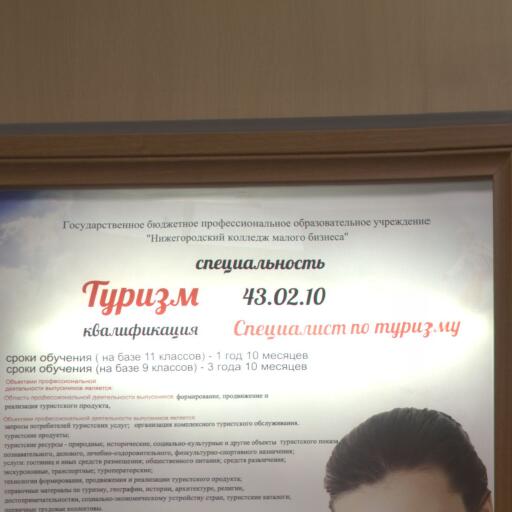 Государственное бюджетное профессиональное образовательное учреждение
"Нижегородский колледж малого бизнеса"
специальность
Туризм 43.02.10
квалификация Специалист по туризму
сроки обучения ( на базе 11 классов) - 1 год 10 месяцев
сроки обучения (на базе 9 классов) - 3 года 10 месяцев
Объектами профессиональной
деятельности выпускников является:
Область профессиональной деятельности выпускников: формирование, продвижение и
реализация туристского продукта,
Объектами профессиональной деятельности выпускников является
запросы потребителей туристских услуг; организация комплексного туристского обслуживания.
туристские продукты;
туристские ресурсы - природные, исторические, социально-культурные и другие объекты туристского показа
познавательного, делового, лечебно-оздоровительного, физкультурно-спортивного назначения;
услуги: гостиниц и иных средств размещения; общественного питания; средств развлечения;
экскурсионные, транспортные; туроператорские;
технологии формирования, продвижения и реализации туристского продукта;
справочные материалы по туризму, географии, истории, архитектуре, религии,
достопримечательностям, социально-экономическому устройству стран, туристские каталоги,
первичные трудовые коллективы.